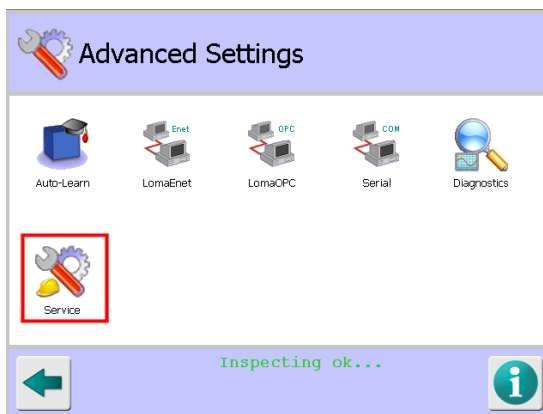 Advanced Settings
Enet
OPC
COM
Auto-Learn
LomaEnet
LomaOPC
Serial
Diagnostics
Service
Inspecting ok...
i